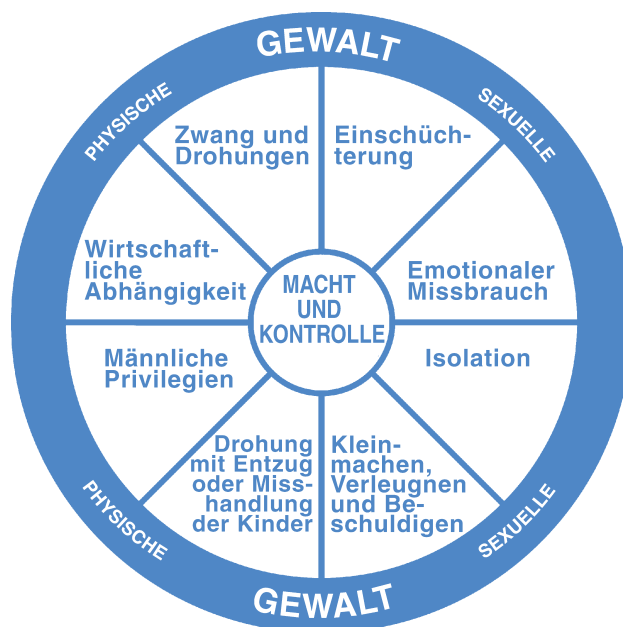 GEWALT
PHYSISCHE
SEXUELLE
Zwang und
Drohungen
Einschüch-
terung
Wirtschaft-
liche
Abhängigkeit
Emotionaler
Missbrauch
MACHT
UND
KONTROLLE
Männliche
Privilegien
Isolation
Drohung
mit Entzug
oder Miss-
handlung
der Kinder
Klein-
machen,
Verleugnen
und Be-
schuldigen
PHYSISCHE
SEXUELLE
GEWALT